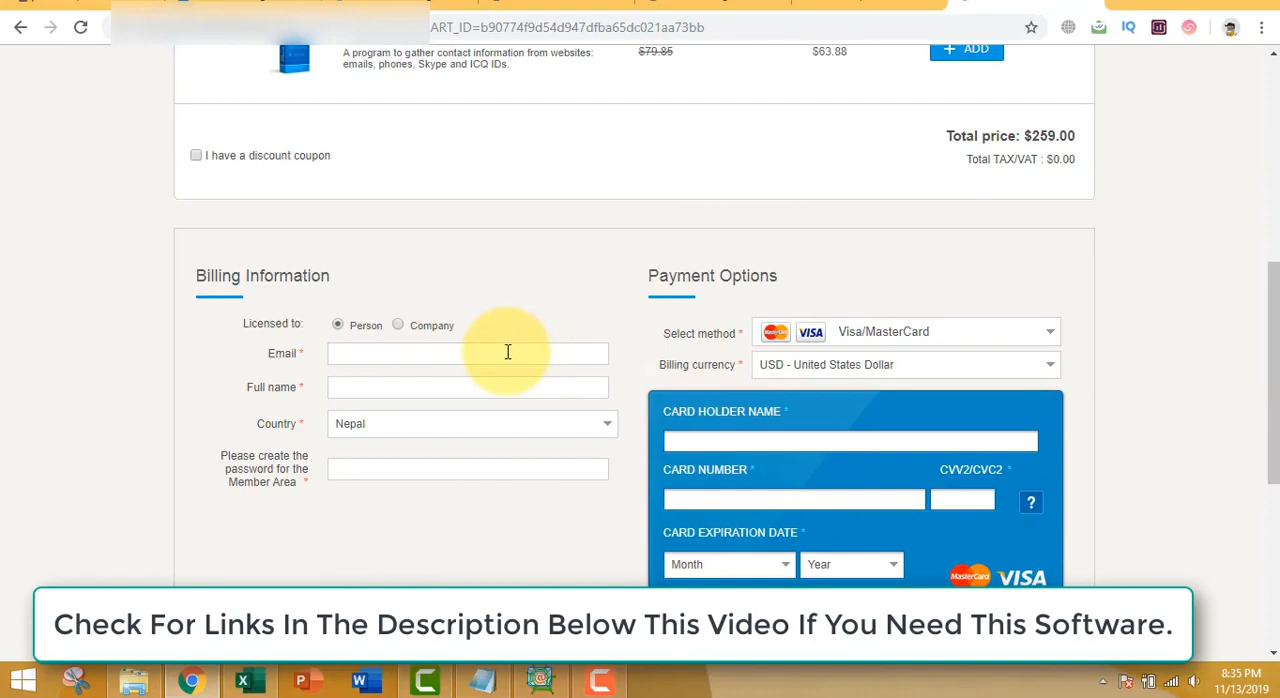 ART_ID=b90774f9d54d947dfba65dc021aa73bb
IQ
A program to gather contact information from websites:
emails, phones, Skype and ICQ IDs.
$79.85
$63.88
+ ADD
I have a discount coupon
Total price: $259.00
Total TAX/VAT : $0.00
Billing Information
Payment Options
Licensed to:
Person
Company
Select method *
MasterCard
VISA
Visa/MasterCard
Email *
Billing currency *
USD - United States Dollar
Full name *
CARD HOLDER NAME *
Country *
Nepal
Please create the
password for the
Member Area *
CARD NUMBER *
CVV2/CVC2 *
?
CARD EXPIRATION DATE *
Month
Year
MasterCard
VISA
Check For Links In The Description Below This Video If You Need This Software.
8:35 PM
11/13/2019